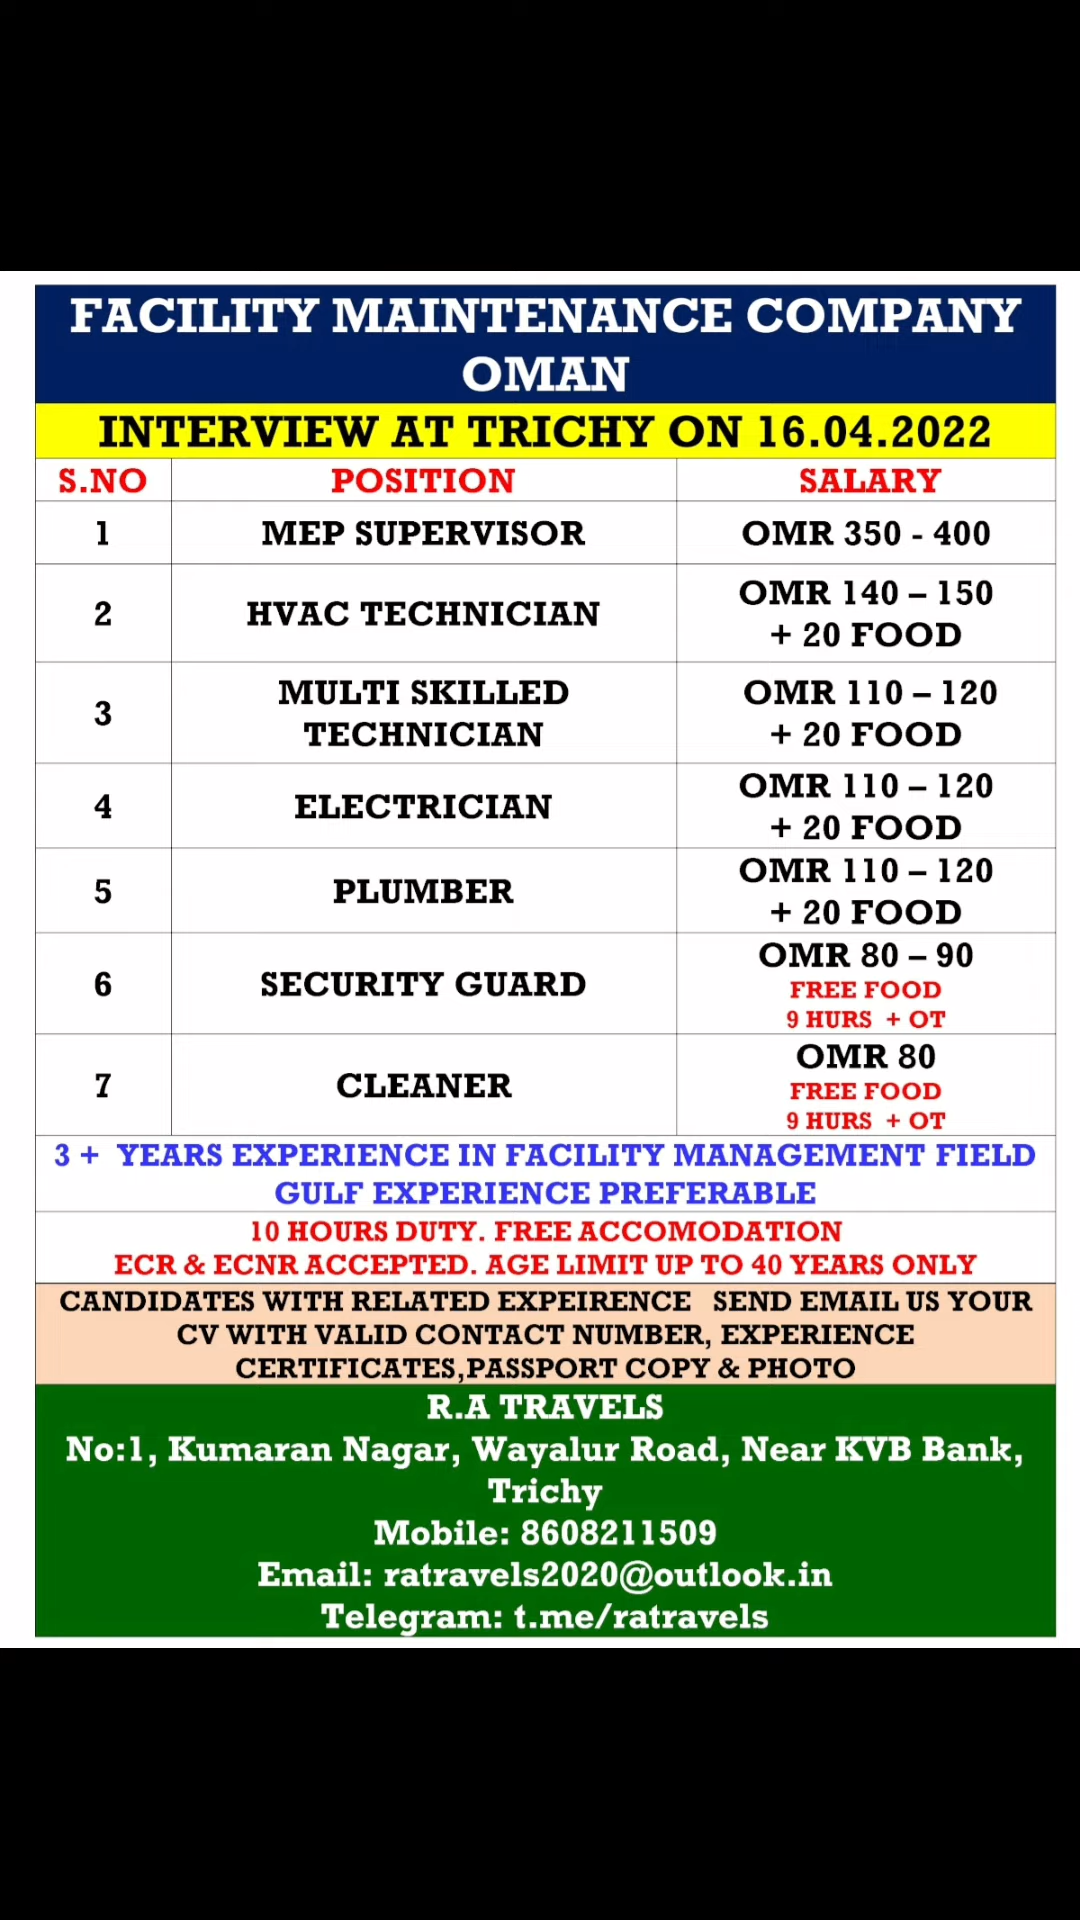 FACILITY MAINTENANCE COMPANY
OMAN
INTERVIEW AT TRICHY ON 16.04.2022
S.NO POSITION SALARY
1 MEP SUPERVISOR OMR 350 - 400
2 HVAC TECHNICIAN OMR 140 – 150
+ 20 FOOD
3 MULTI SKILLED TECHNICIAN OMR 110 – 120
+ 20 FOOD
4 ELECTRICIAN OMR 110 – 120
+ 20 FOOD
5 PLUMBER OMR 110 – 120
+ 20 FOOD
6 SECURITY GUARD OMR 80 – 90
FREE FOOD
9 HURS + OT
7 CLEANER OMR 80
FREE FOOD
9 HURS + OT
3 + YEARS EXPERIENCE IN FACILITY MANAGEMENT FIELD
GULF EXPERIENCE PREFERABLE
10 HOURS DUTY. FREE ACCOMODATION
ECR & ECNR ACCEPTED. AGE LIMIT UP TO 40 YEARS ONLY
CANDIDATES WITH RELATED EXPEIRENCE SEND EMAIL US YOUR
CV WITH VALID CONTACT NUMBER, EXPERIENCE
CERTIFICATES,PASSPORT COPY & PHOTO
R.A TRAVELS
No:1, Kumaran Nagar, Wayalur Road, Near KVB Bank,
Trichy
Mobile: 8608211509
Email: ratravels2020@outlook.in
Telegram: t.me/ratravels